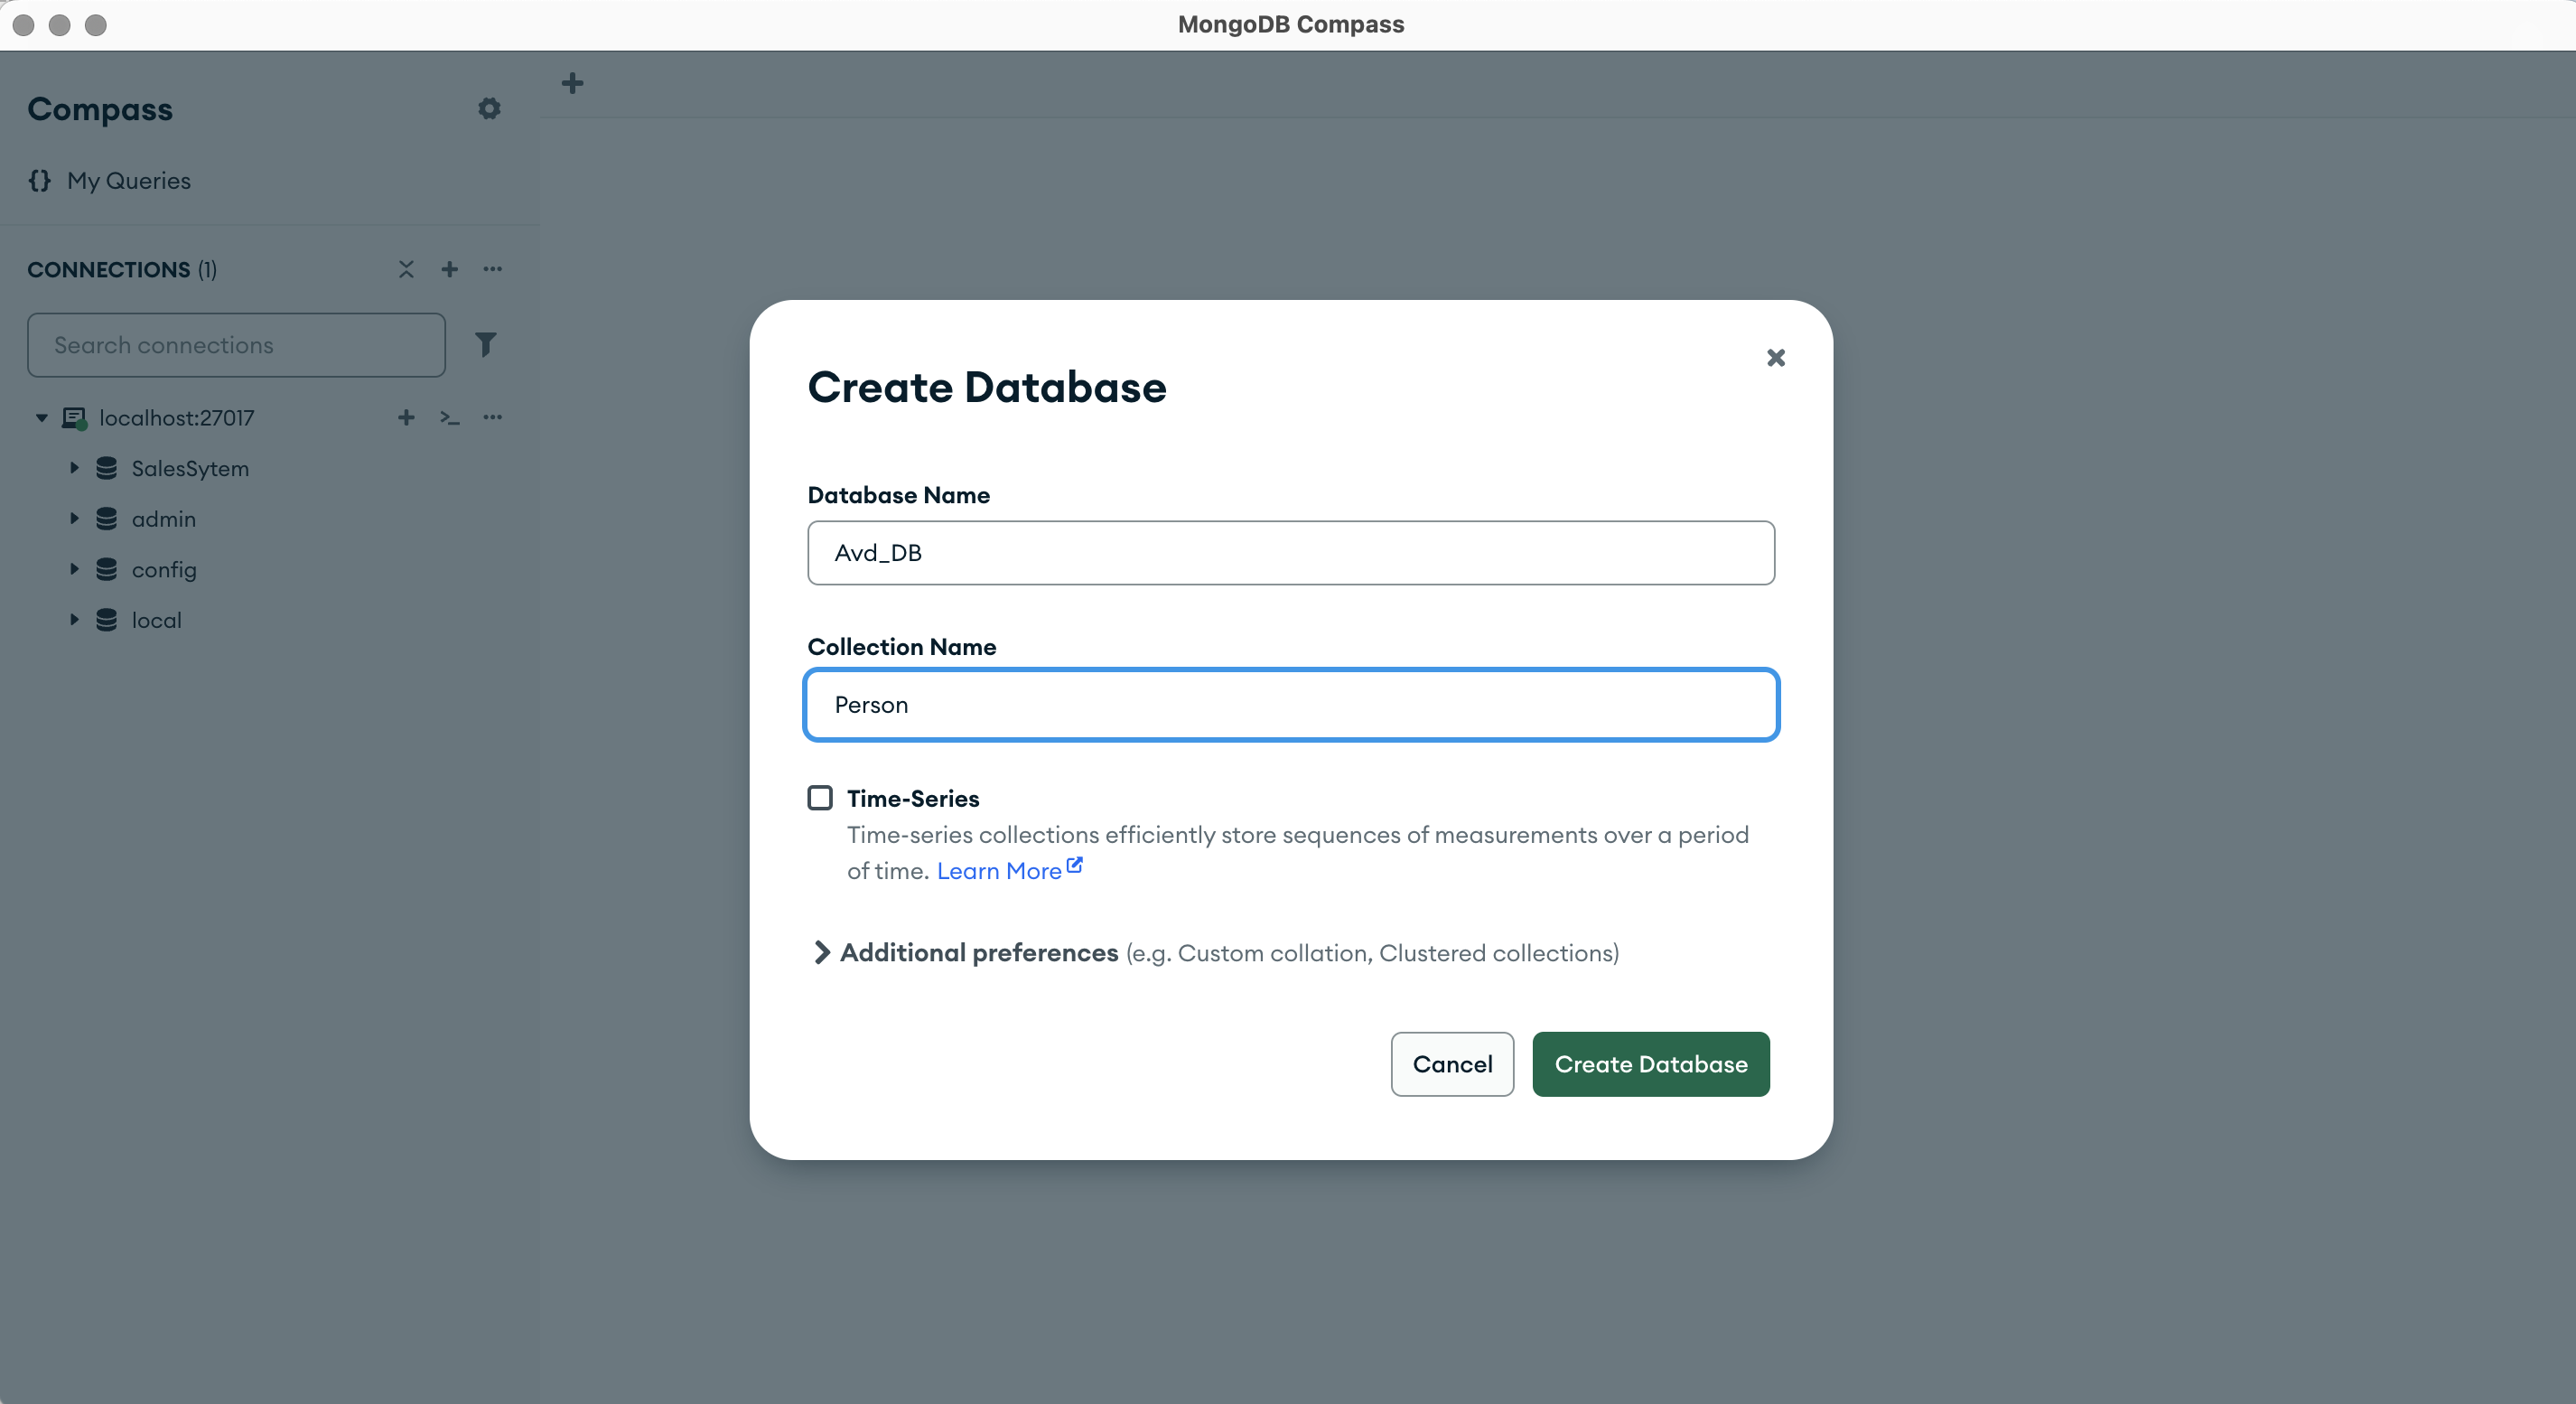 MongoDB Compass
Compass
{} My Queries
CONNECTIONS (1)
Search connections
localhost:27017
SalesSytem
admin
config
local
Create Database
Database Name
Avd_DB
Collection Name
Person
Time-Series
Time-series collections efficiently store sequences of measurements over a period
of time. Learn More
Additional preferences (e.g. Custom collation, Clustered collections)
Cancel Create Database